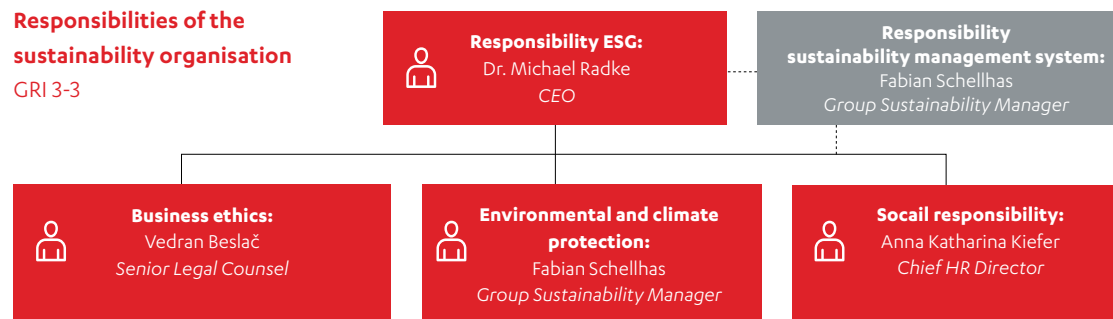 Responsibilities of the
sustainability organisation
GRI 3-3
Responsibility ESG:
Dr. Michael Radke
CEO
Responsibility
sustainability management system:
Fabian Schellhas
Group Sustainability Manager
Business ethics:
Vedran Beslač
Senior Legal Counsel
Environmental and climate
protection:
Fabian Schellhas
Group Sustainability Manager
Socail responsibility:
Anna Katharina Kiefer
Chief HR Director